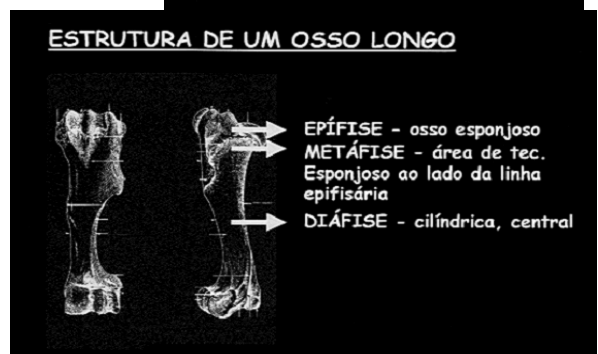 ESTRUTURA DE UM OSSO LONGO
EPÍFISE - osso esponjoso
METÁFISE - área de tec.
Esponjoso ao lado da linha
epifisária
DIÁFISE - cilíndrica, central